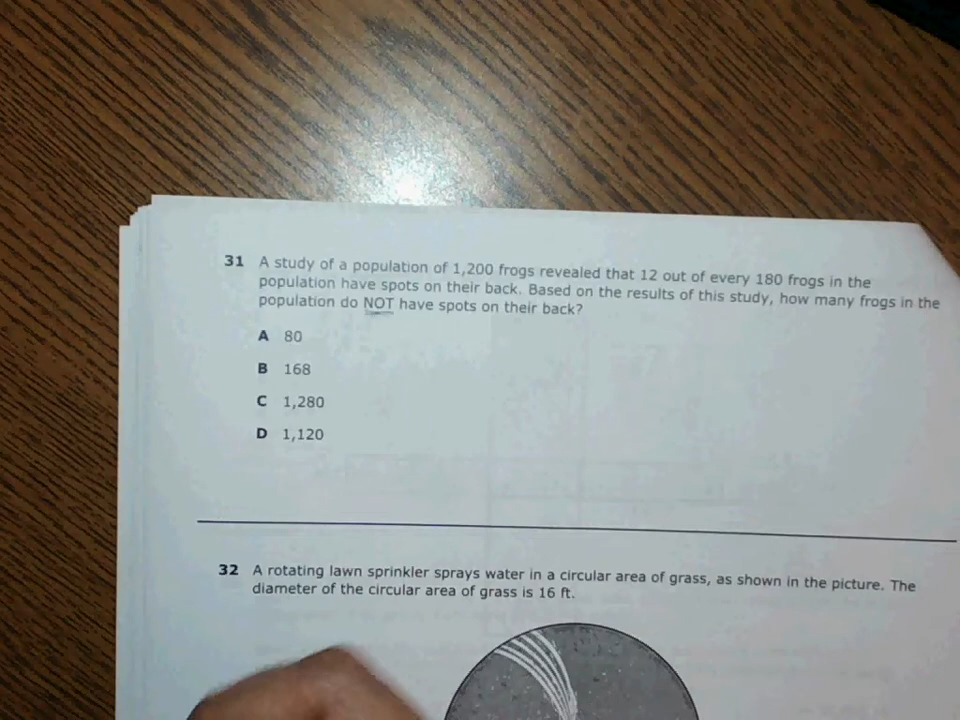 31 A study of a population of 1,200 frogs revealed that 12 out of every 180 frogs in the
population have spots on their back. Based on the results of this study, how many frogs in the
population do NOT have spots on their back?
A 80
B 168
C 1,280
D 1,120
32 A rotating lawn sprinkler sprays water in a circular area of grass, as shown in the picture. The
diameter of the circular area of grass is 16 ft.